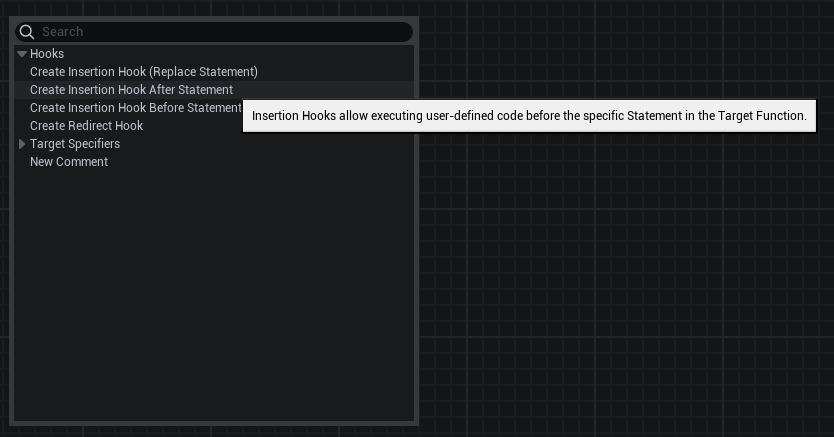 Search
Hooks
Create Insertion Hook (Replace Statement)
Create Insertion Hook After Statement
Create Insertion Hook Before Statement
Insertion Hooks allow executing user-defined code before the specific Statement in the Target Function.
Create Redirect Hook
Target Specifiers
New Comment